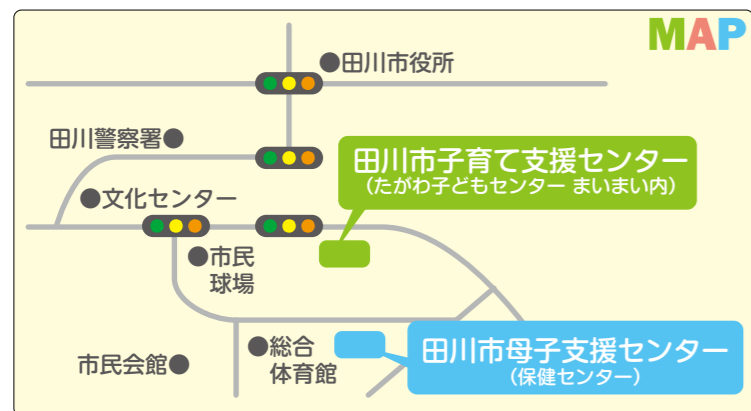 MAP
●田川市役所
田川警察署●
田川市子育て支援センター
（たがわ子どもセンター まいまい内）
●文化センター
●市民
球場
田川市母子支援センター
（保健センター）
●総合
体育館
市民会館●